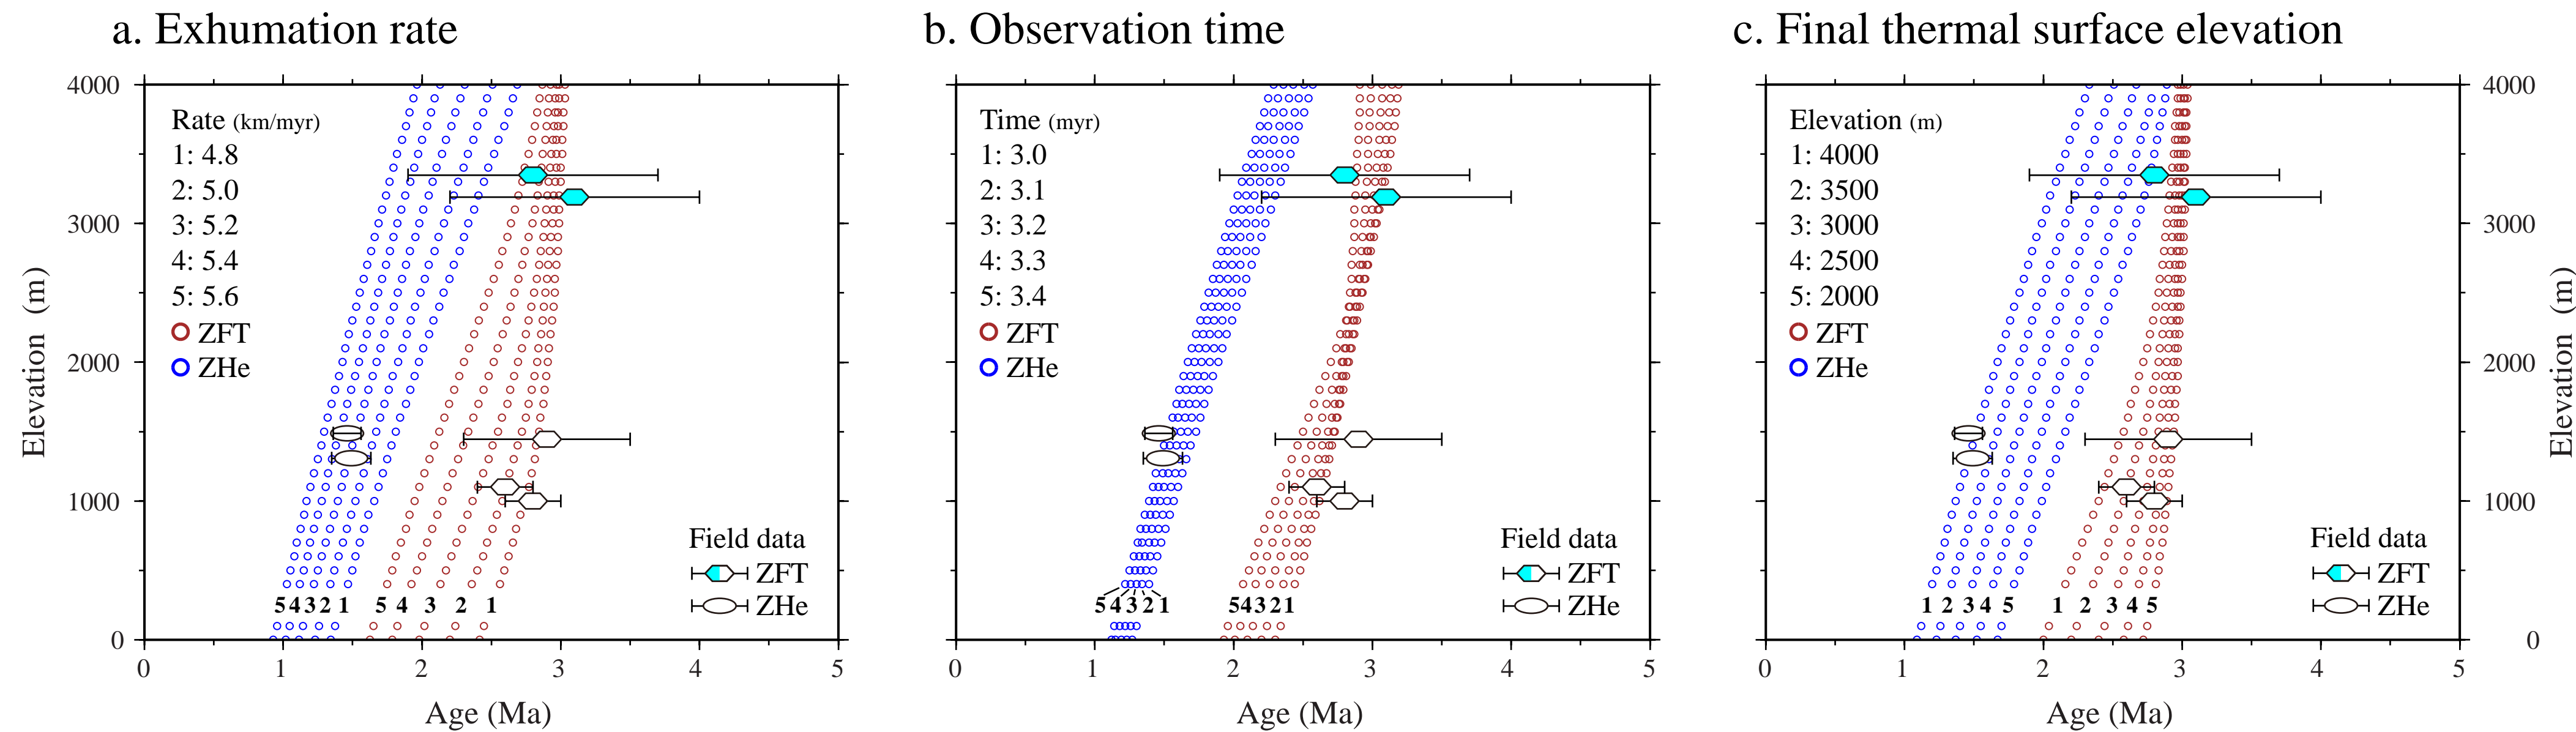 a. Exhumation rate
b. Observation time
c. Final thermal surface elevation
4000
3000
2000
1000
0
Elevation (m)
Rate (km/myr)
1: 4.8
2: 5.0
3: 5.2
4: 5.4
5: 5.6
ZFT
ZHe
5 4 3 2 1
5 4 3 2 1
Field data
ZFT
ZHe
0 1 2 3 4 5
Age (Ma)
Time (myr)
1: 3.0
2: 3.1
3: 3.2
4: 3.3
5: 3.4
ZFT
ZHe
5 4 3 2 1
5 4 3 2 1
Field data
ZFT
ZHe
0 1 2 3 4 5
Age (Ma)
Elevation (m)
1: 4000
2: 3500
3: 3000
4: 2500
5: 2000
ZFT
ZHe
1 2 3 4 5
1 2 3 4 5
Field data
ZFT
ZHe
0 1 2 3 4 5
Age (Ma)
4000
3000
2000
1000
0
Elevation (m)